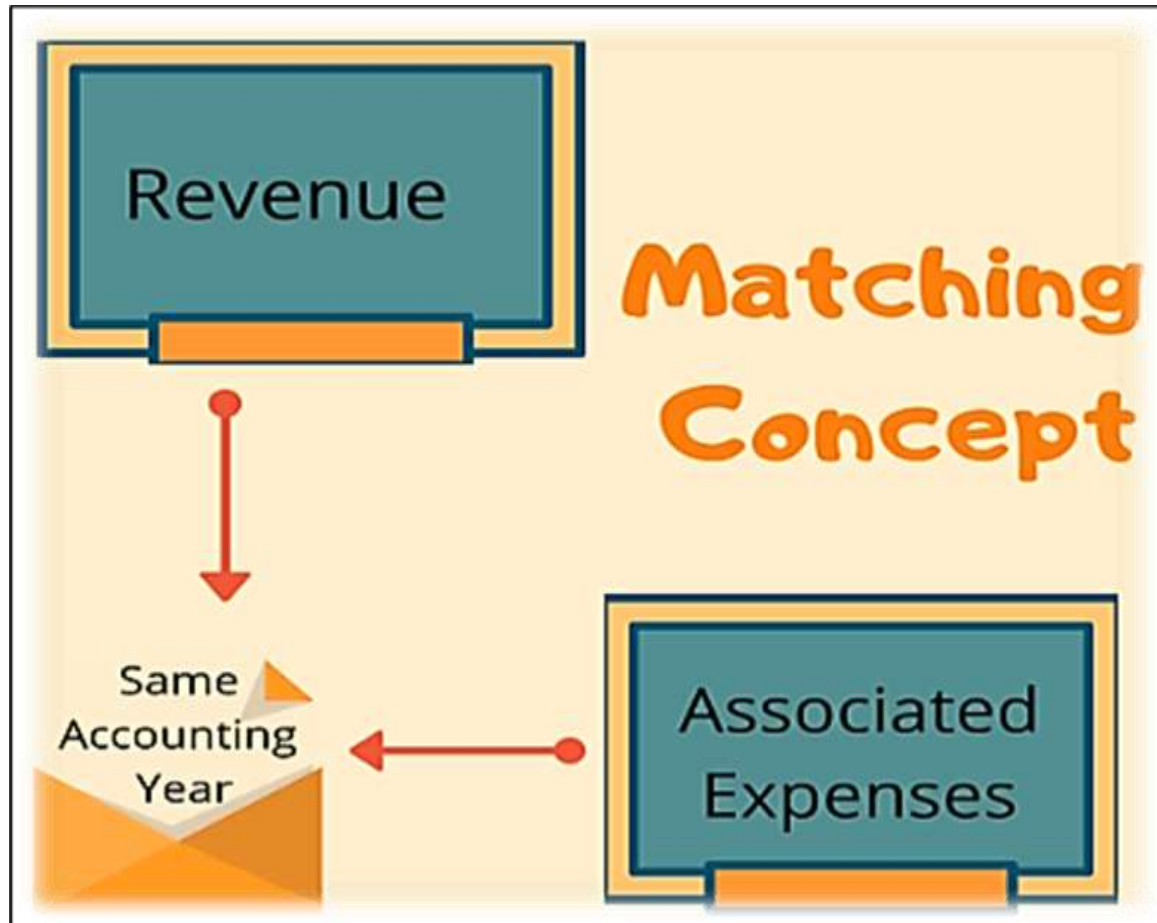 Revenue
Matching
Concept
Same
Accounting
Year
Associated
Expenses